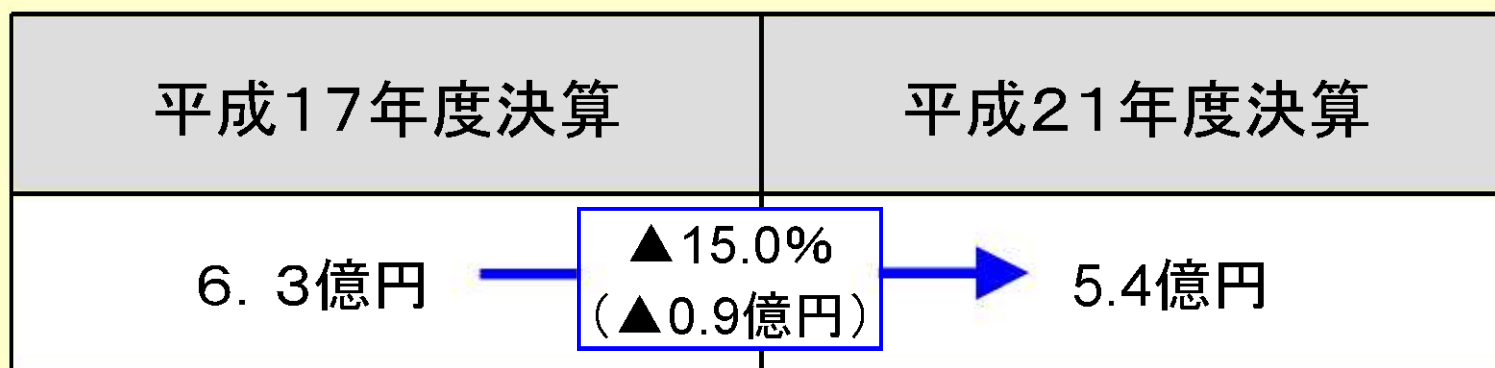 平成17年度決算
平成21年度決算
6．3億円
▲15.0%
（▲0.9億円）
5.4億円